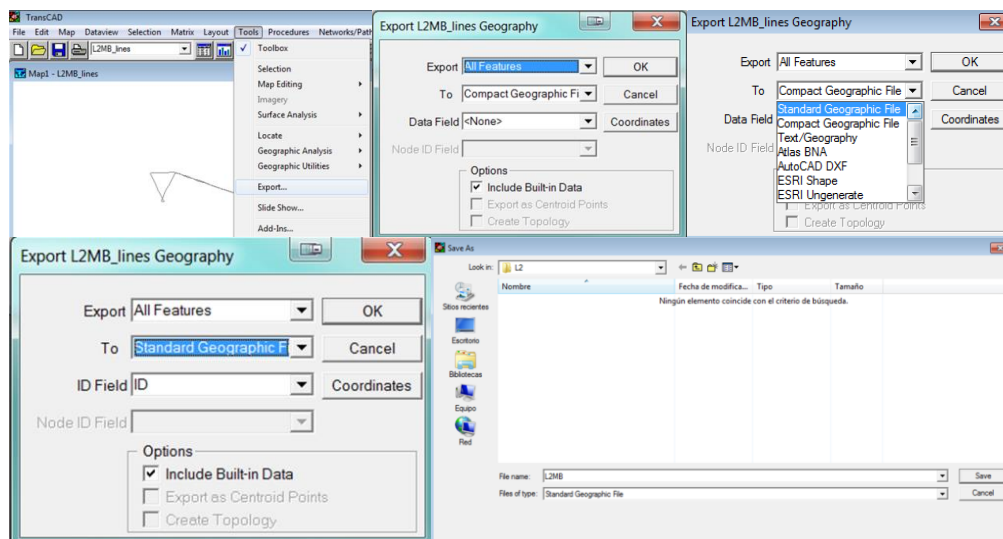 TransCAD
File Edit Map Dataview Selection Matrix Layout Tools Procedures Networks/Path
L2MB_lines
Toolbox
Map1 - L2MB_lines
Selection
Map Editing
Imagery
Surface Analysis
Locate
Geographic Analysis
Geographic Utilities
Export...
Slide Show...
Add-Ins...
Export L2MB_lines Geography
Export All Features OK
To Compact Geographic Fi Cancel
Data Field <None> Coordinates
Node ID Field
Options
Include Built-in Data
Export as Centroid Points
Create Topology
Export L2MB_lines Geography
Export All Features OK
To Compact Geographic File Cancel
Data Field Standard Geographic File Coordinates
Compact Geographic File
Text/Geography
Node ID Field Atlas BNA
AutoCAD DXF
ESRI Shape
ESRI Ungenerate
Export as Centroid Points
Create Topology
Export L2MB_lines Geography
Export All Features OK
To Standard Geographic F Cancel
ID Field ID Coordinates
Node ID Field
Options
Include Built-in Data
Export as Centroid Points
Create Topology
Save As
Look in: L2
Nombre Fecha de modifica... Tipo Tamaño
Ningún elemento coincide con el criterio de búsqueda.
Sitios recientes
Escritorio
Bibliotecas
Equipo
Red
File name: L2MB Save
Files of type: Standard Geographic File Cancel